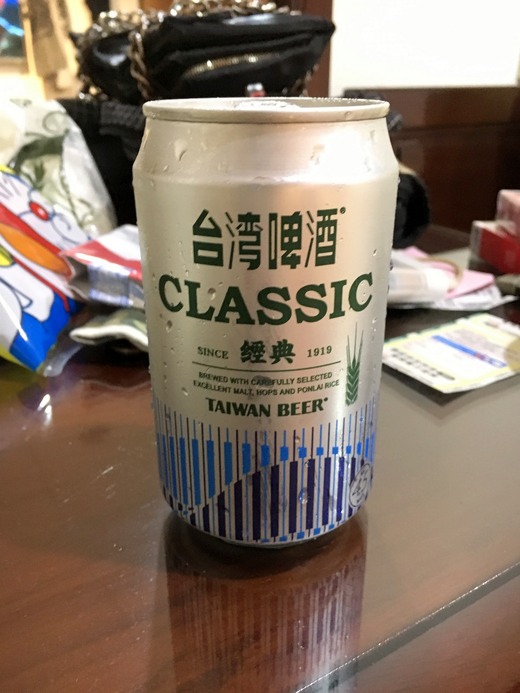 台湾啤酒
CLASSIC
SINCE 經典 1919
BREWED WITH CAREFULLY SELECTED
EXCELLENT MALT, HOPS AND PONLAI RICE
TAIWAN BEER